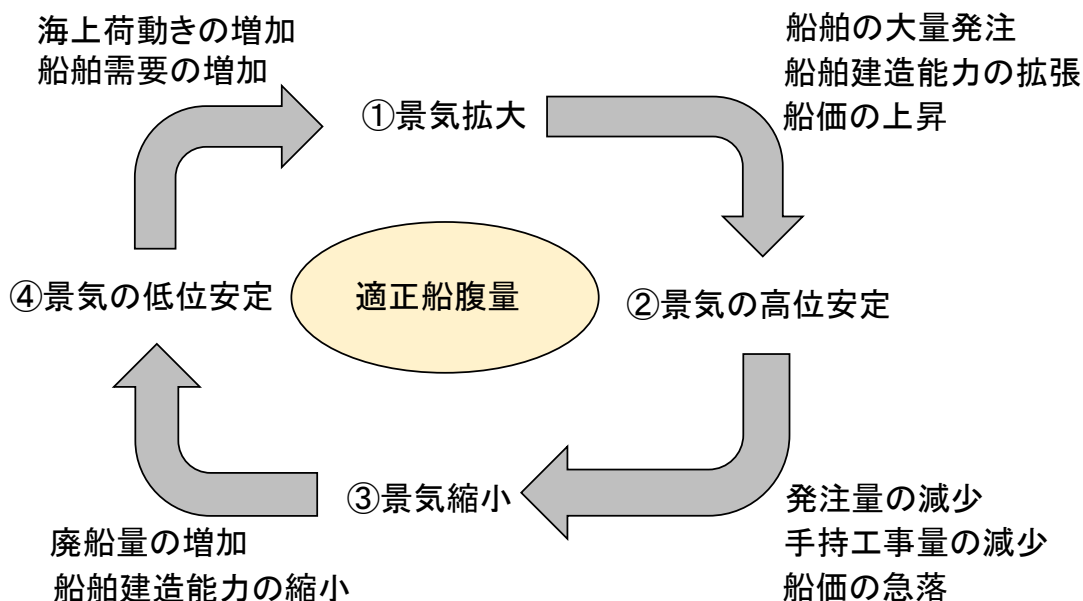 海上荷動きの増加
船舶需要の増加
①景気拡大
船舶の大量発注
船舶建造能力の拡張
船価の上昇
④景気の低位安定
適正船腹量
②景気の高位安定
③景気縮小
発注量の減少
手持工事量の減少
船価の急落
廃船量の増加
船舶建造能力の縮小